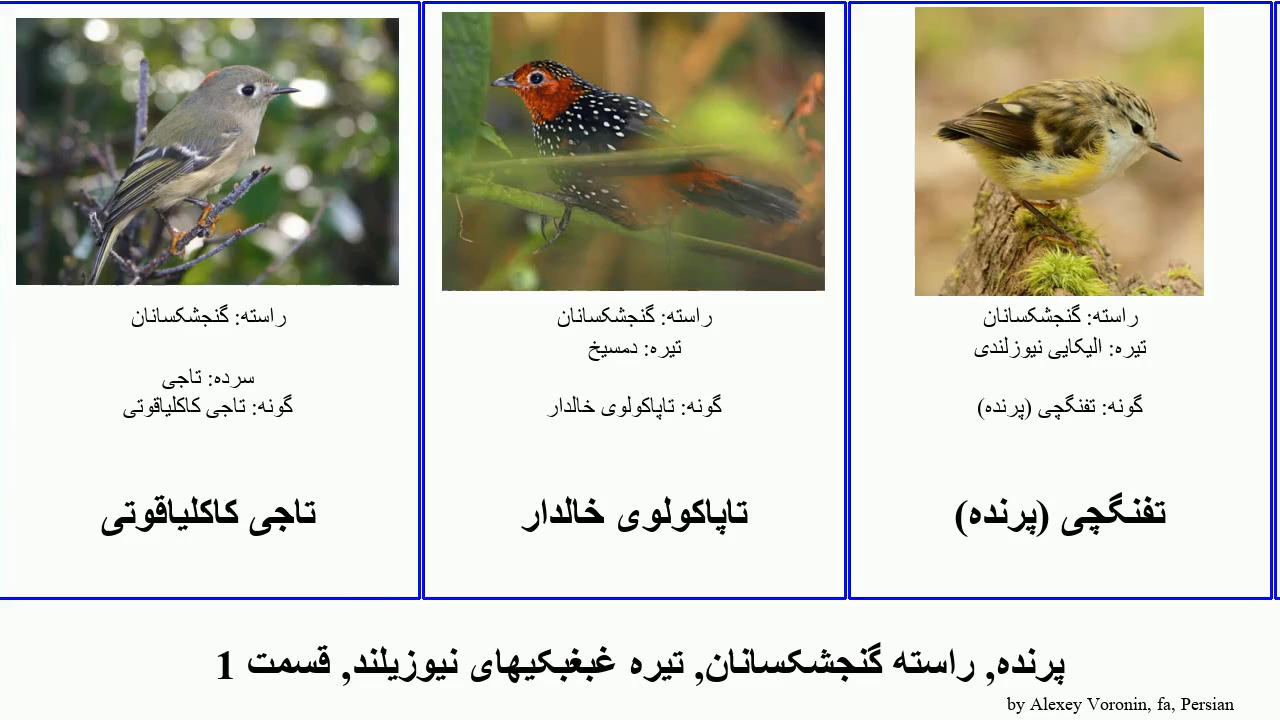 راسته: گنجشکسانان
تیره: الیکایی نیوزلندی
گونه: تفنگچی (پرنده)
تفنگچی (پرنده)
راسته: گنجشکسانان
تیره: دمسیخ
گونه: تاپاکولوی خالدار
تاپاکولوی خالدار
راسته: گنجشکسانان
سرده: تاجی
گونه: تاجی کاکلیاقوتی
تاجی کاکلیاقوتی
پرنده, راسته گنجشکسانان, تیره غبغبکیهای نیوزیلند, قسمت 1
by Alexey Voronin, fa, Persian